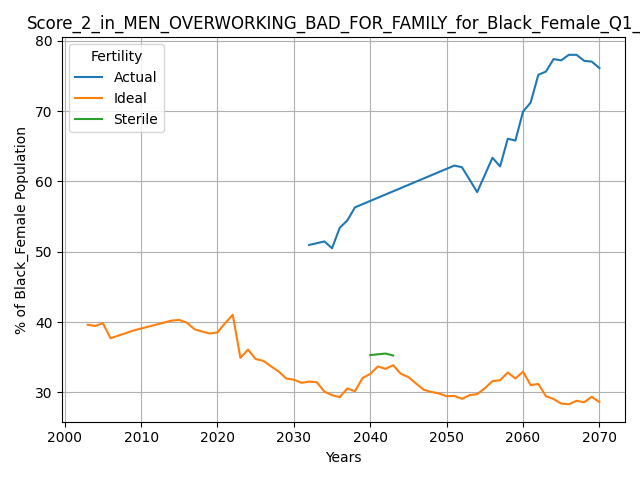 Score_2_in_MEN_OVERWORKING_BAD_FOR_FAMILY_for_Black_Female_Q1_
Fertility
Actual
Ideal
Sterile
% of Black_Female Population
80
70
60
50
40
30
2000 2010 2020 2030 2040 2050 2060 2070
Years